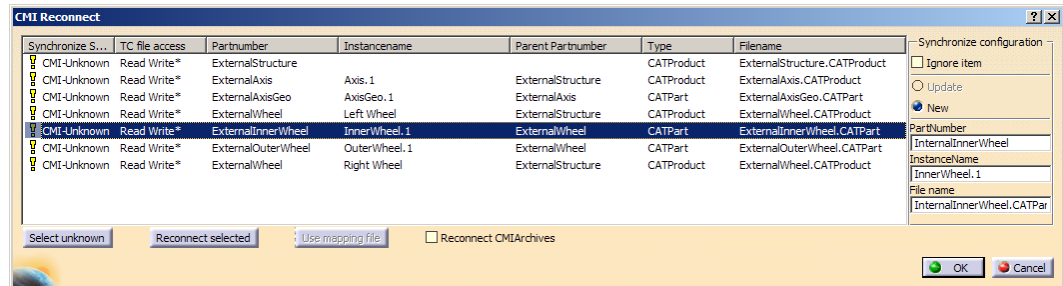 CMI Reconnect
Synchronize S... TC file access Partnumber Instancename Parent Partnumber Type Filename
CMI-Unknown Read Write* ExternalStructure CATProduct ExternalStructure.CATProduct
CMI-Unknown Read Write* ExternalAxis Axis.1 ExternalStructure CATProduct ExternalAxis.CATProduct
CMI-Unknown Read Write* ExternalAxisGeo AxisGeo.1 ExternalAxis CATPart ExternalAxisGeo.CATPart
CMI-Unknown Read Write* ExternalWheel Left Wheel ExternalStructure CATProduct ExternalWheel.CATProduct
CMI-Unknown Read Write* ExternalInnerWheel InnerWheel.1 ExternalWheel CATPart ExternalInnerWheel.CATPart
CMI-Unknown Read Write* ExternalOuterWheel OuterWheel.1 ExternalWheel CATPart ExternalOuterWheel.CATPart
CMI-Unknown Read Write* ExternalWheel Right Wheel ExternalStructure CATProduct ExternalWheel.CATProduct
Synchronize configuration
Ignore item
Update
New
PartNumber
InternalInnerWheel
InstanceName
InnerWheel.1
File name
InternalInnerWheel.CATPar
Select unknown Reconnect selected Use mapping file Reconnect CMIArchives
OK Cancel